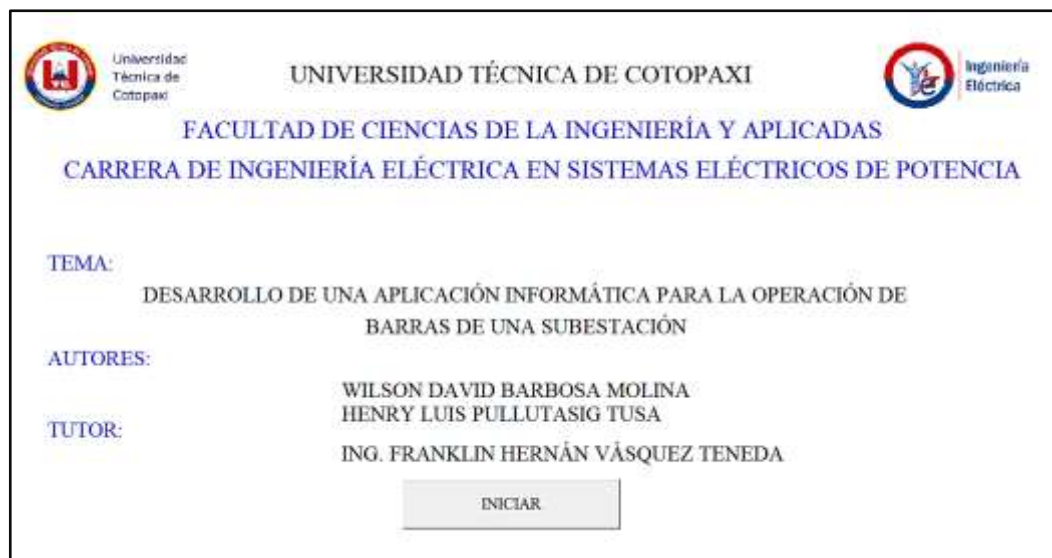 Universidad
Técnica de
Cotopaxi
UNIVERSIDAD TÉCNICA DE COTOPAXI
Ingeniería
Eléctrica
FACULTAD DE CIENCIAS DE LA INGENIERÍA Y APLICADAS
CARRERA DE INGENIERÍA ELÉCTRICA EN SISTEMAS ELÉCTRICOS DE POTENCIA
TEMA:
DESARROLLO DE UNA APLICACIÓN INFORMÁTICA PARA LA OPERACIÓN DE
BARRAS DE UNA SUBESTACIÓN
AUTORES:
WILSON DAVID BARBOSA MOLINA
HENRY LUIS PULLUTASIG TUSA
TUTOR:
ING. FRANKLIN HERNÁN VÁSQUEZ TENEDA
INICIAR